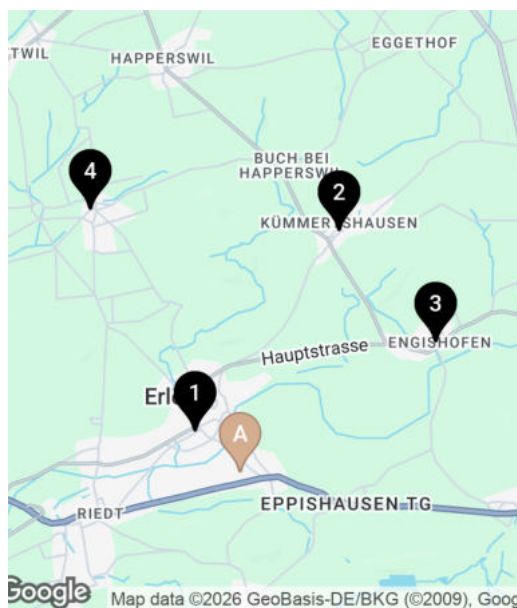 TWIL
HAPPERSWIL
EGGETHOF
4
BUCH BEI
HAPPERSWIL
2
KÜMMERTSHAUSEN
3
ENGISHOFEN
Hauptstrasse
1
Erlen
A
RIEDT
EPPISHAUSEN TG
Google
Map data ©2026 GeoBasis-DE/BKG (©2009), Goog